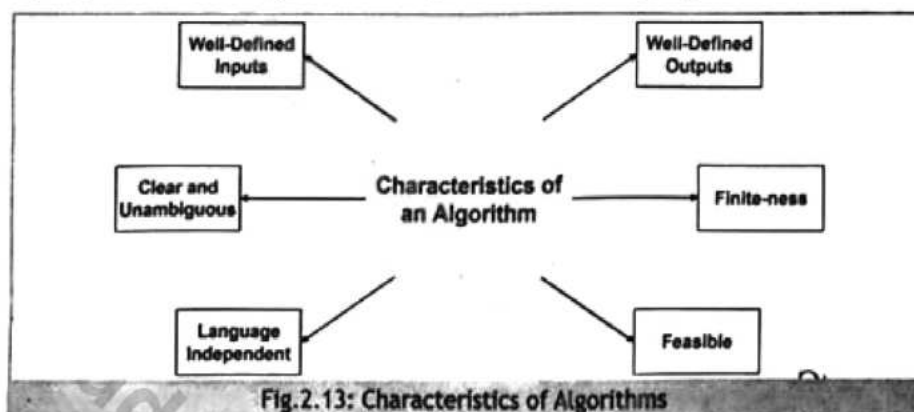 Well-Defined
Inputs
Well-Defined
Outputs
Clear and
Unambiguous
Characteristics of
an Algorithm
Finite-ness
Language
Independent
Feasible
Fig.2.13: Characteristics of Algorithms